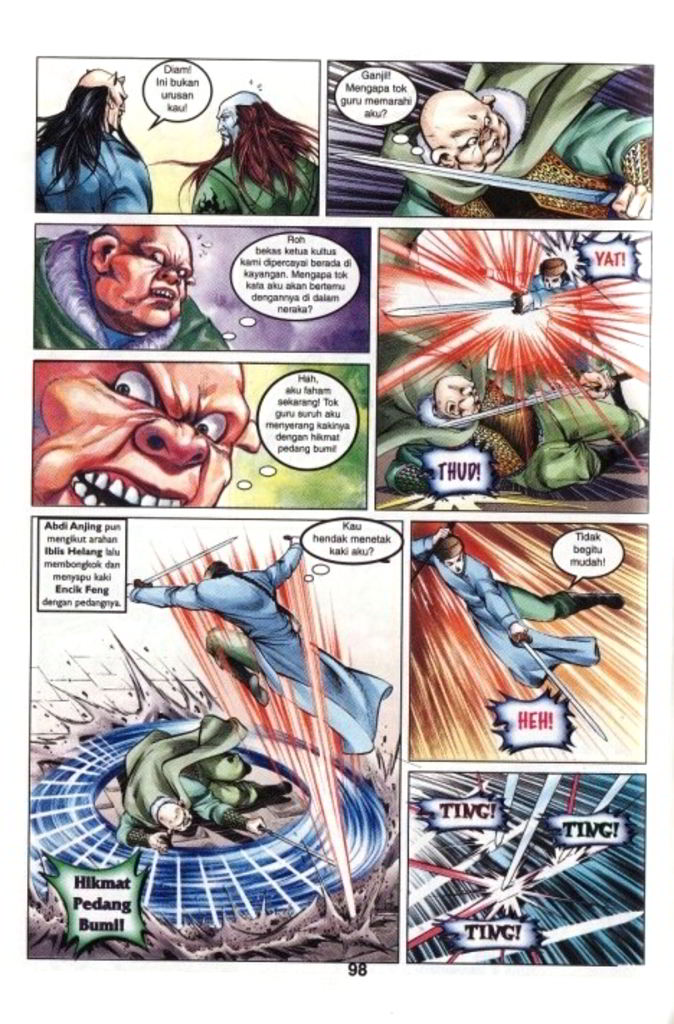 Diam!
Ini bukan
urusan
kau!
Ganjil!
Mengapa tok
guru memarahi
aku?
Roh
bekas ketua kultus
kami dipercayai berada di
kayangan. Mengapa tok
kata aku akan bertemu
dengannya di dalam
neraka?
YAT!
Hah,
aku faham
sekarang! Tok
guru suruh aku
menyerang kakinya
dengan hikmat
pedang bumi!
THUD!
Abdi Anjing pun
mengikut arahan
Iblis Helang lalu
membongkok dan
menyapu kaki
Encik Feng
dengan pedangnya.
Kau
hendak menetak
kaki aku?
Hikmat
Pedang
Bumi!
Tidak
begitu
mudah!
HEH!
TING!
TING!
TING!
98